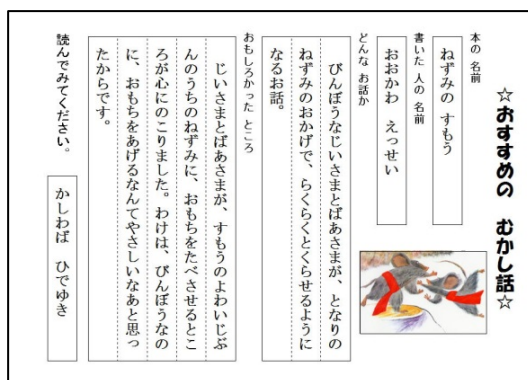 ☆おすすめの　むかし話☆
本の 名前
ねずみの　すもう
書いた 人の 名前
おおかわ　えっせい
どんな お話か
びんぼうなじいさまとばあさまが、となりの
ねずみのおかげで、らくらくとくらせるように
なるお話。
おもしろかった ところ
じいさまとばあさまが、すもうのよわいじぶ
んのうちのねずみに、おもちをたべさせるとこ
ろが心にのこりました。わけは、びんぼうなの
に、おもちをあげるなんてやさしいなあと思っ
たからです。
読んでみてください。
かしわば　ひでゆき